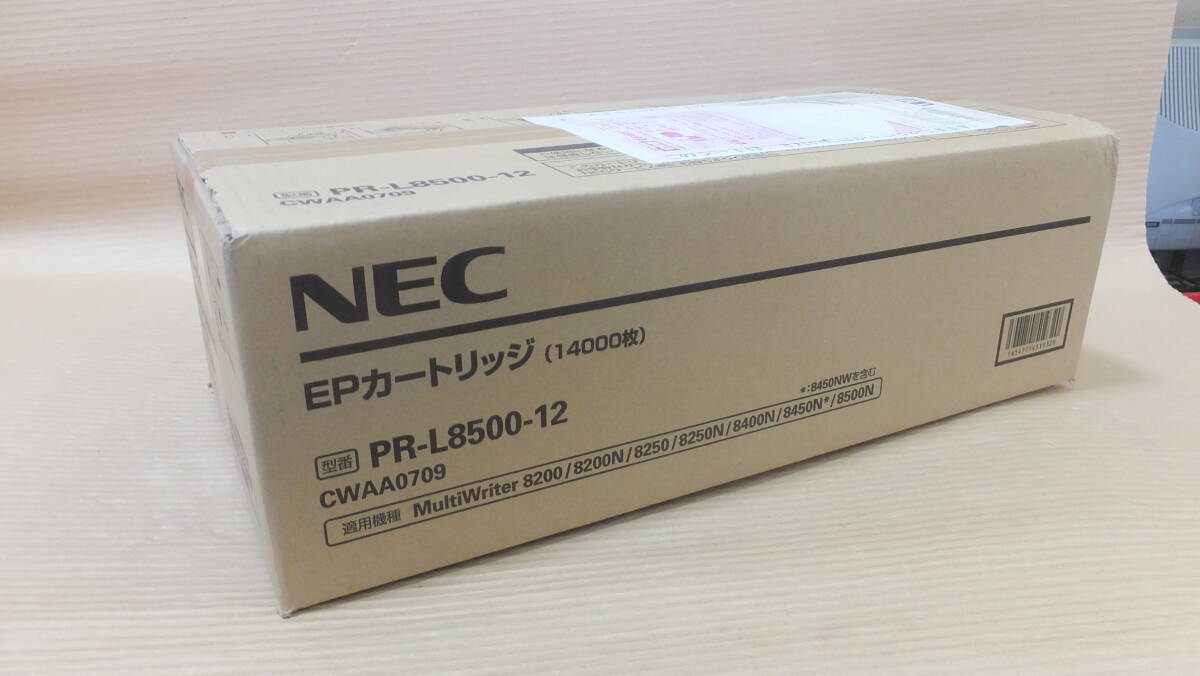 型番 PR-L8500-12
CWAA0709
NEC
EPカートリッジ (14000枚)
型番 PR-L8500-12
CWAA0709
*:8450NWを含む
適用機種 MultiWriter 8200/8200N/8250/8250N/8400N/8450N*/8500N